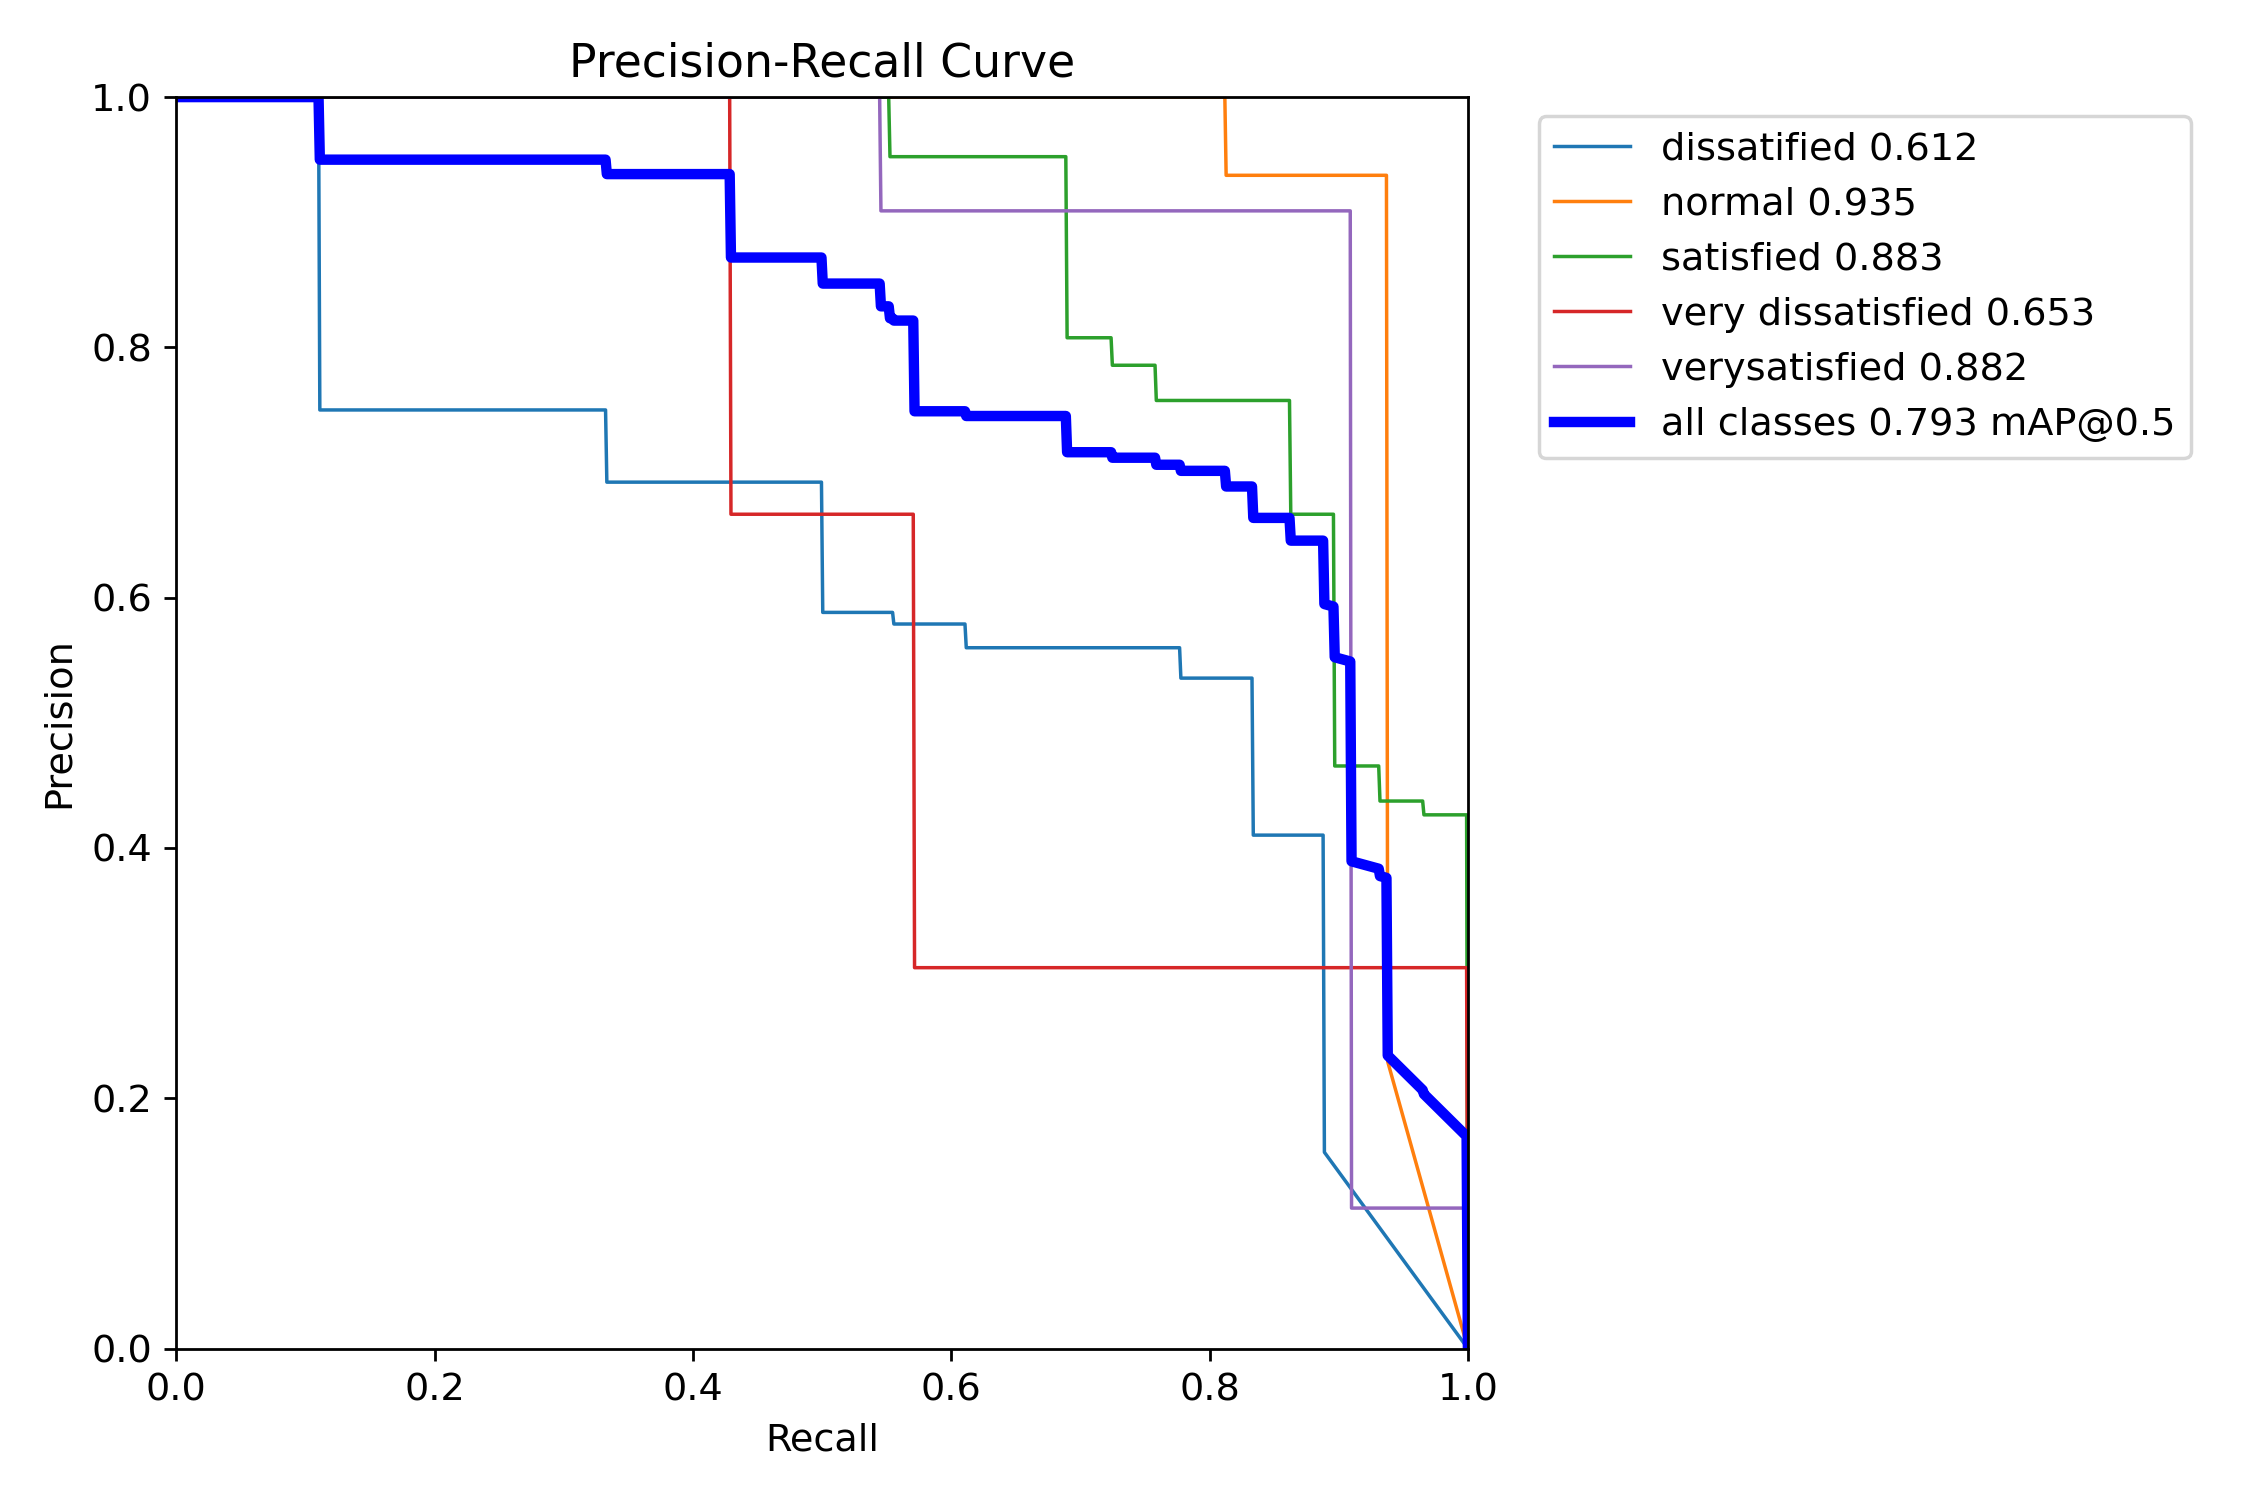 Precision-Recall Curve
1.0
0.8
0.6
0.4
0.2
0.0
Precision
0.0 0.2 0.4 0.6 0.8 1.0
Recall
dissatified 0.612
normal 0.935
satisfied 0.883
very dissatisfied 0.653
verysatisfied 0.882
all classes 0.793 mAP@0.5